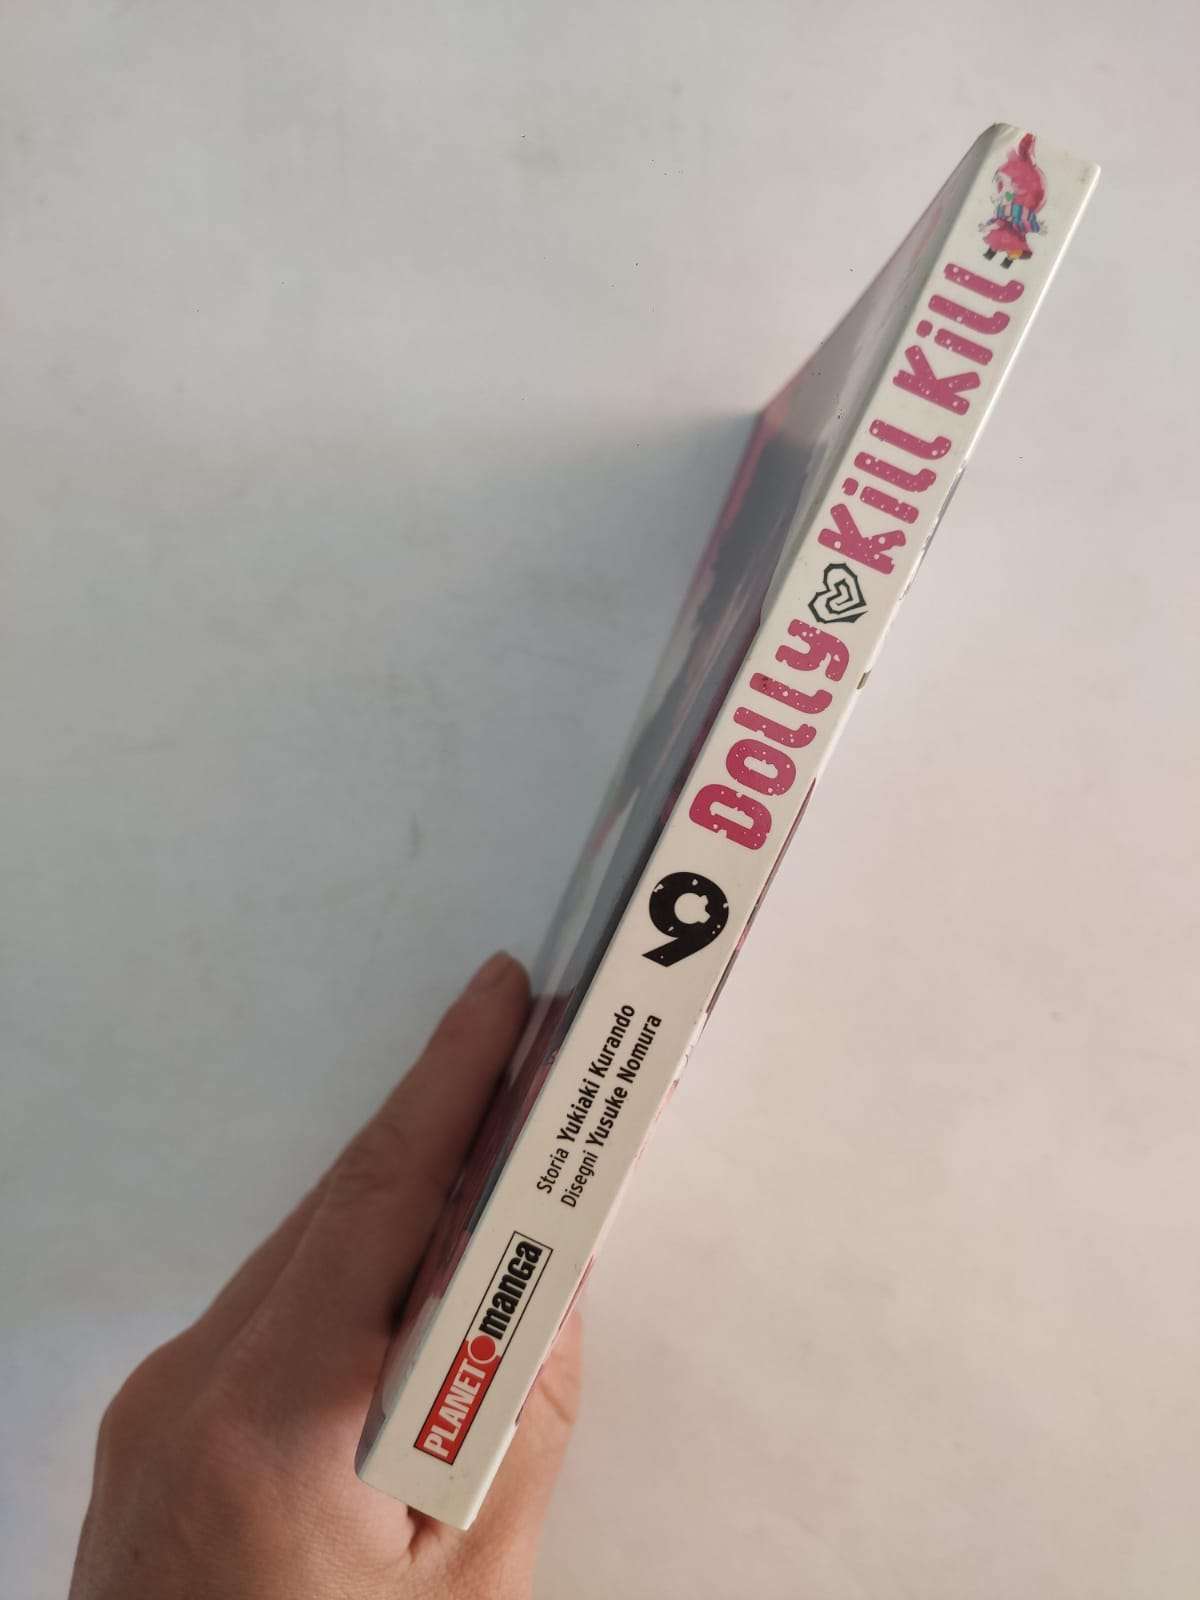 PLANET manga
Storia Yukiaki Kurando
Disegni Yusuke Nomura
9
Dolly Kill Kill